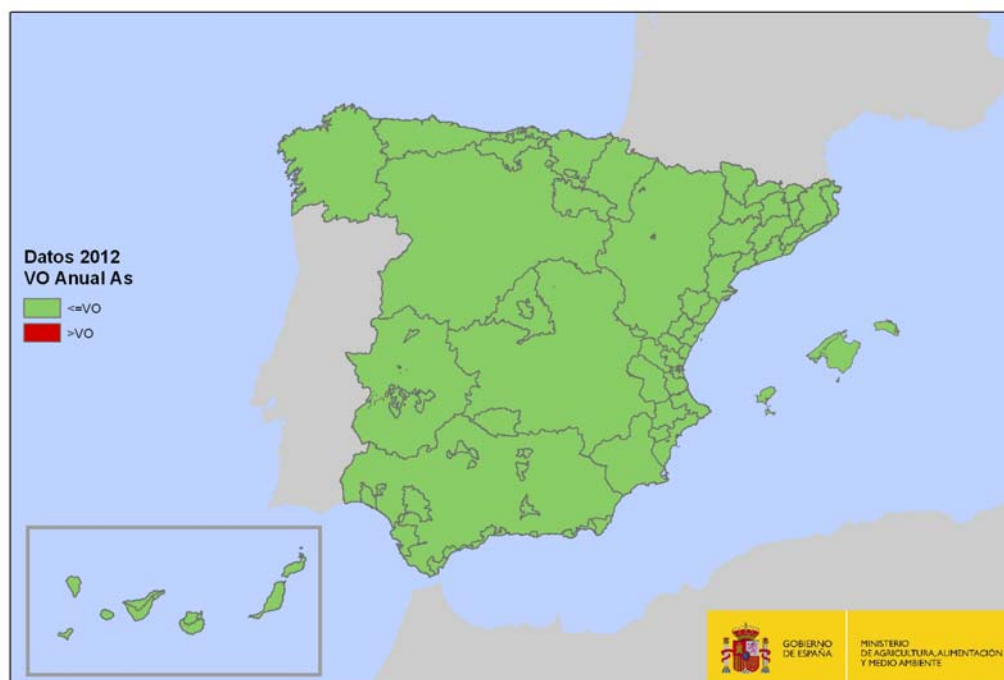 Datos 2012
VO Anual As
<=VO
>VO
GOBIERNO
DE ESPAÑA
MINISTERIO
DE AGRICULTURA, ALIMENTACIÓN
Y MEDIO AMBIENTE